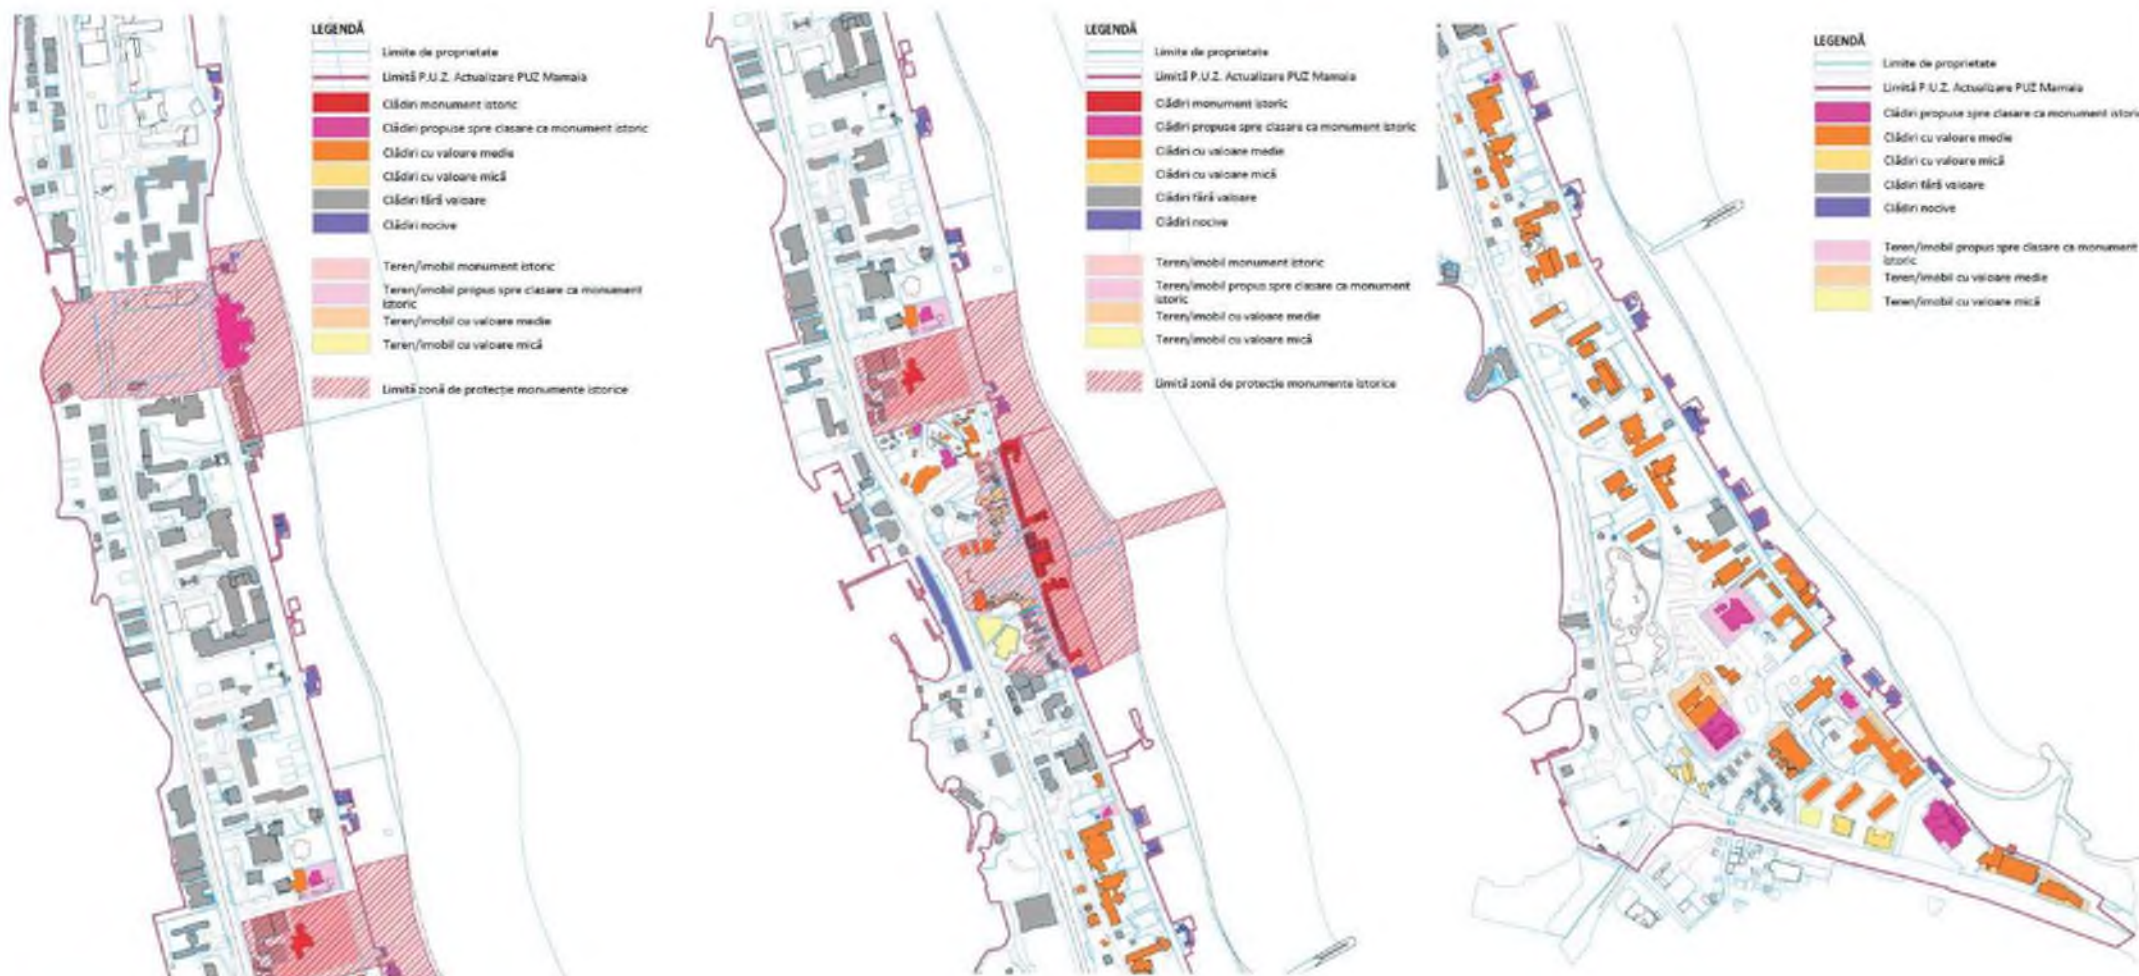 LEGENDĂ
Limite de proprietate
Limită P.U.Z. Actualizare PUZ Mamaia
Clădiri monument istoric
Clădiri propuse spre clasare ca monument istoric
Clădiri cu valoare medie
Clădiri cu valoare mică
Clădiri fără valoare
Clădiri nocive
Teren/imobil monument istoric
Teren/imobil propus spre clasare ca monument
istoric
Teren/imobil cu valoare medie
Teren/imobil cu valoare mică
Limită zonă de protecție monumente istorice
LEGENDĂ
Limite de proprietate
Limită P.U.Z. Actualizare PUZ Mamaia
Clădiri monument istoric
Clădiri propuse spre clasare ca monument istoric
Clădiri cu valoare medie
Clădiri cu valoare mică
Clădiri fără valoare
Clădiri nocive
Teren/imobil monument istoric
Teren/imobil propus spre clasare ca monument
istoric
Teren/imobil cu valoare medie
Teren/imobil cu valoare mică
Limită zonă de protecție monumente istorice
LEGENDĂ
Limite de proprietate
Limită P.U.Z. Actualizare PUZ Mamaia
Clădiri propuse spre clasare ca monument istoric
Clădiri cu valoare medie
Clădiri cu valoare mică
Clădiri fără valoare
Clădiri nocive
Teren/imobil propus spre clasare ca monument
istoric
Teren/imobil cu valoare medie
Teren/imobil cu valoare mică